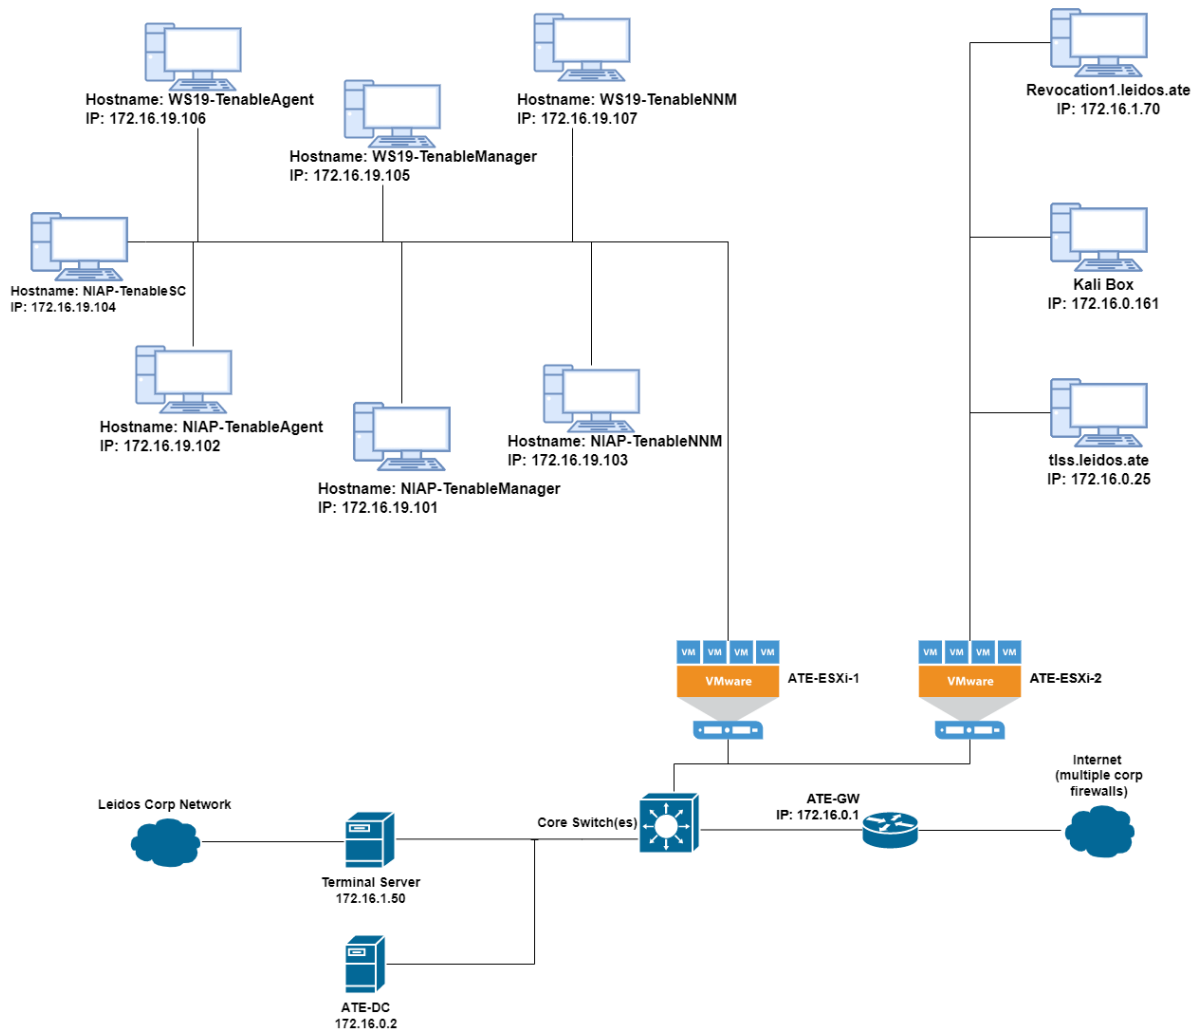 Hostname: WS19-TenableAgent
IP: 172.16.19.106
Hostname: WS19-TenableManager
IP: 172.16.19.105
Hostname: WS19-TenableNNM
IP: 172.16.19.107
Revocation1.leidos.ate
IP: 172.16.1.70
Hostname: NIAP-TenableSC
IP: 172.16.19.104
Kali Box
IP: 172.16.0.161
Hostname: NIAP-TenableAgent
IP: 172.16.19.102
Hostname: NIAP-TenableManager
IP: 172.16.19.101
Hostname: NIAP-TenableNNM
IP: 172.16.19.103
tlss.leidos.ate
IP: 172.16.0.25
VM VM VM VM
VMware
ATE-ESXi-1
VM VM VM VM
VMware
ATE-ESXi-2
Leidos Corp Network
Core Switch(es)
ATE-GW
IP: 172.16.0.1
Internet
(multiple corp
firewalls)
Terminal Server
172.16.1.50
ATE-DC
172.16.0.2